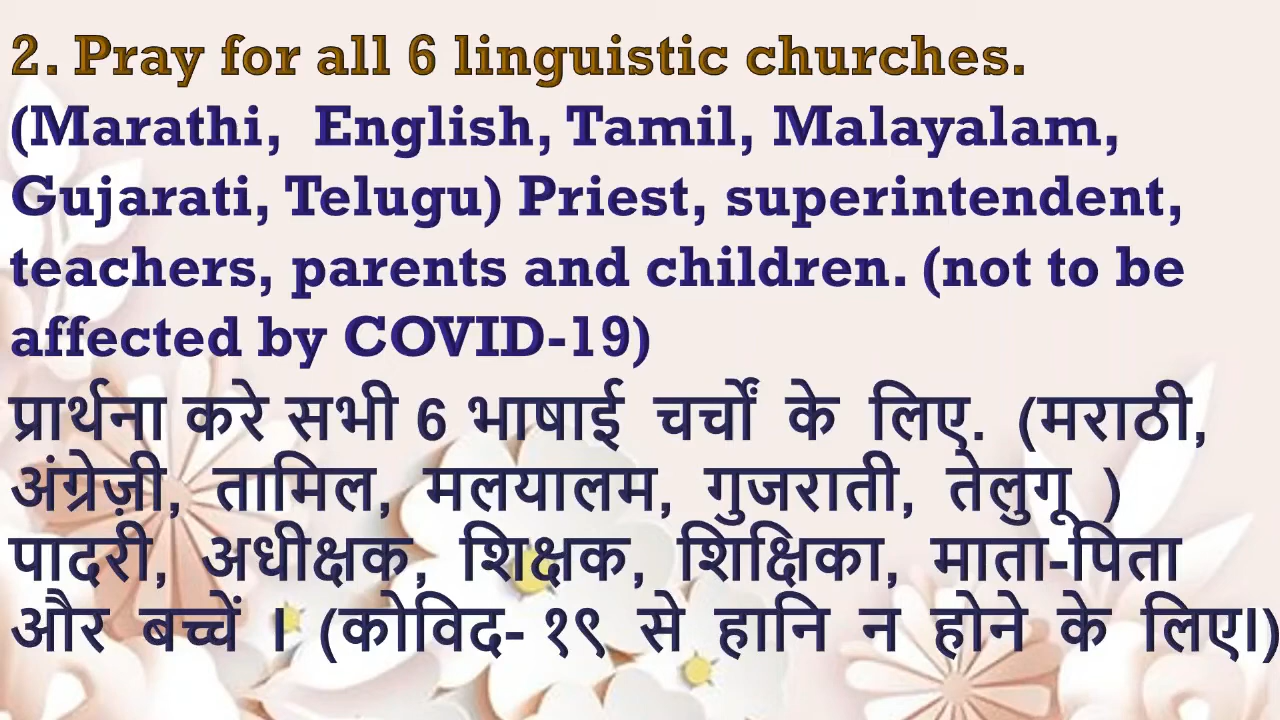 2. Pray for all 6 linguistic churches.
(Marathi, English, Tamil, Malayalam,
Gujarati, Telugu) Priest, superintendent,
teachers, parents and children. (not to be
affected by COVID-19)
प्रार्थना करे सभी 6 भाषाई चर्चों के लिए. (मराठी,
अंग्रेज़ी, तामिल, मलयालम, गुजराती, तेलुगू )
पादरी, अधीक्षक, शिक्षक, शिक्षिका, माता-पिता
और बच्चें । (कोविद- १९ से हानि न होने के लिए।)